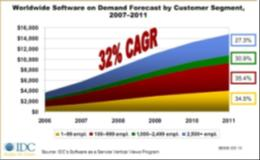 Worldwide Software on Demand Forecast by Customer Segment,
2007–2011
32% CAGR
$16,000
$14,000
$12,000
$10,000
$8,000
$6,000
$4,000
$2,000
$0
27.3%
30.9%
35.4%
34.5%
2006 2007 2008 2009 2010 2011
1–99 empl. 100–999 empl. 1,000–2,499 empl. 2,500+ empl.
IDC
Source: IDC's Software as a Service Vertical Views Program